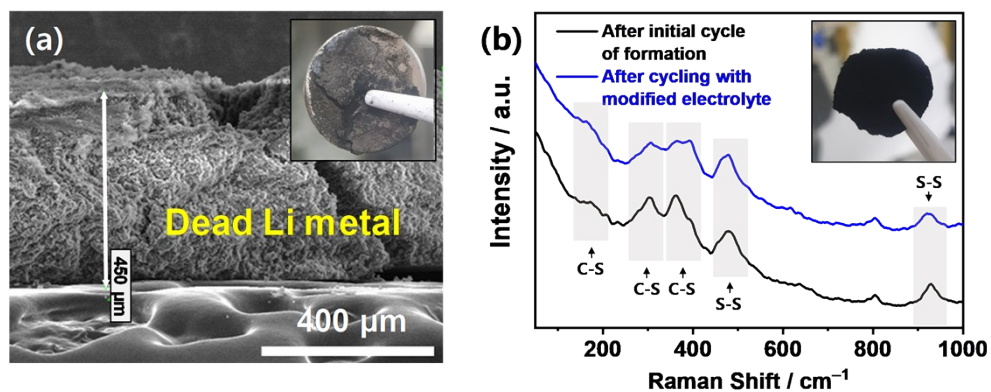 (a)
Dead Li metal
450 μm
400 μm
(b)
After initial cycle
of formation
After cycling with
modified electrolyte
Intensity / a.u.
C-S
C-S
C-S
S-S
S-S
200
400
600
800
1000
Raman Shift / cm⁻¹